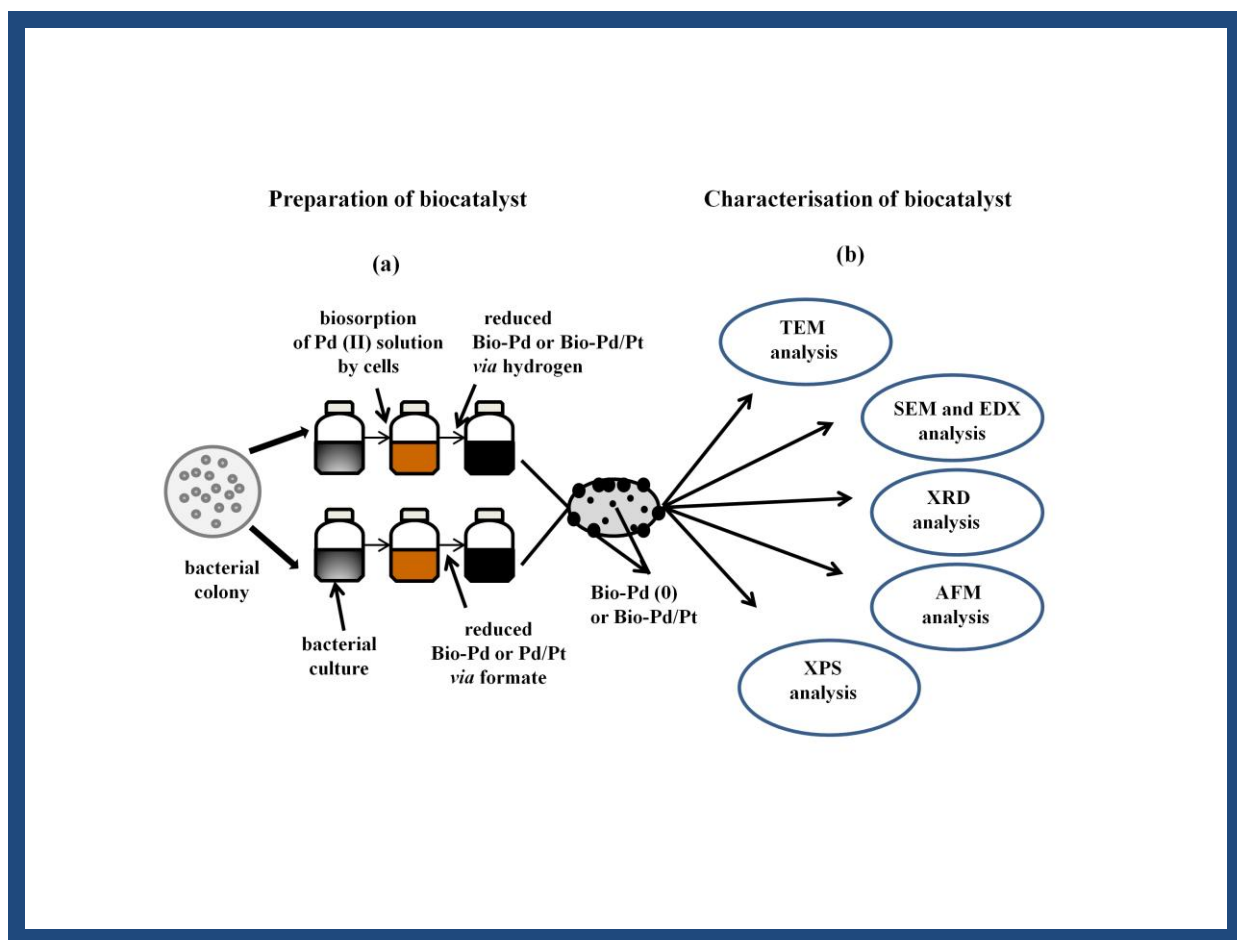 Preparation of biocatalyst
Characterisation of biocatalyst
(a)
(b)
biosorption
of Pd (II) solution
by cells
reduced
Bio-Pd or Bio-Pd/Pt
via hydrogen
bacterial
colony
bacterial
culture
reduced
Bio-Pd or Pd/Pt
via formate
Bio-Pd (0)
or Bio-Pd/Pt
TEM
analysis
SEM and EDX
analysis
XRD
analysis
AFM
analysis
XPS
analysis